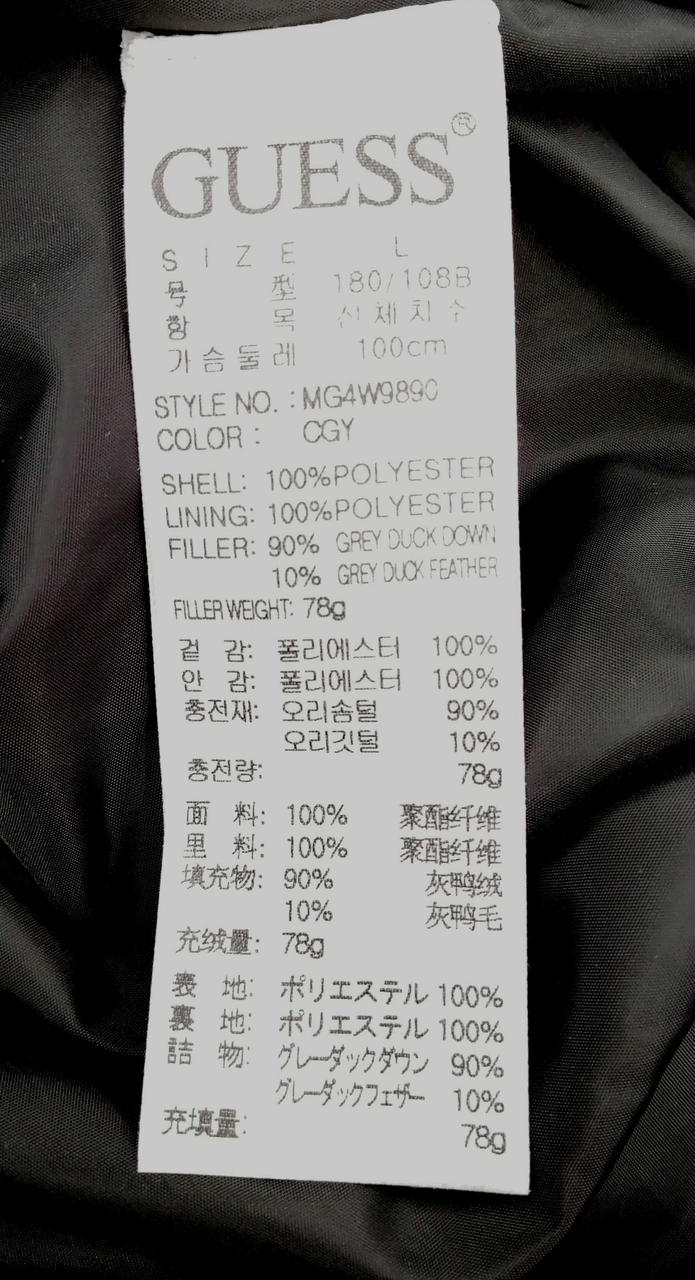 GUESS®
SIZE L
号型 180/108B
항목 신체치수
가슴둘레 100cm
STYLE NO. : MG4W9890
COLOR : CGY
SHELL: 100%POLYESTER
LINING: 100%POLYESTER
FILLER: 90% GREY DUCK DOWN
10% GREY DUCK FEATHER
FILLER WEIGHT: 78g
겉 감: 폴리에스터 100%
안 감: 폴리에스터 100%
충전재: 오리솜털 90%
오리깃털 10%
충전량: 78g
面 料: 100% 聚酯纤维
里 料: 100% 聚酯纤维
填充物: 90% 灰鸭绒
10% 灰鸭毛
充绒量: 78g
表 地: ポリエステル 100%
裏 地: ポリエステル 100%
詰 物: グレーダックダウン 90%
グレーダックフェザー 10%
充填量: 78g